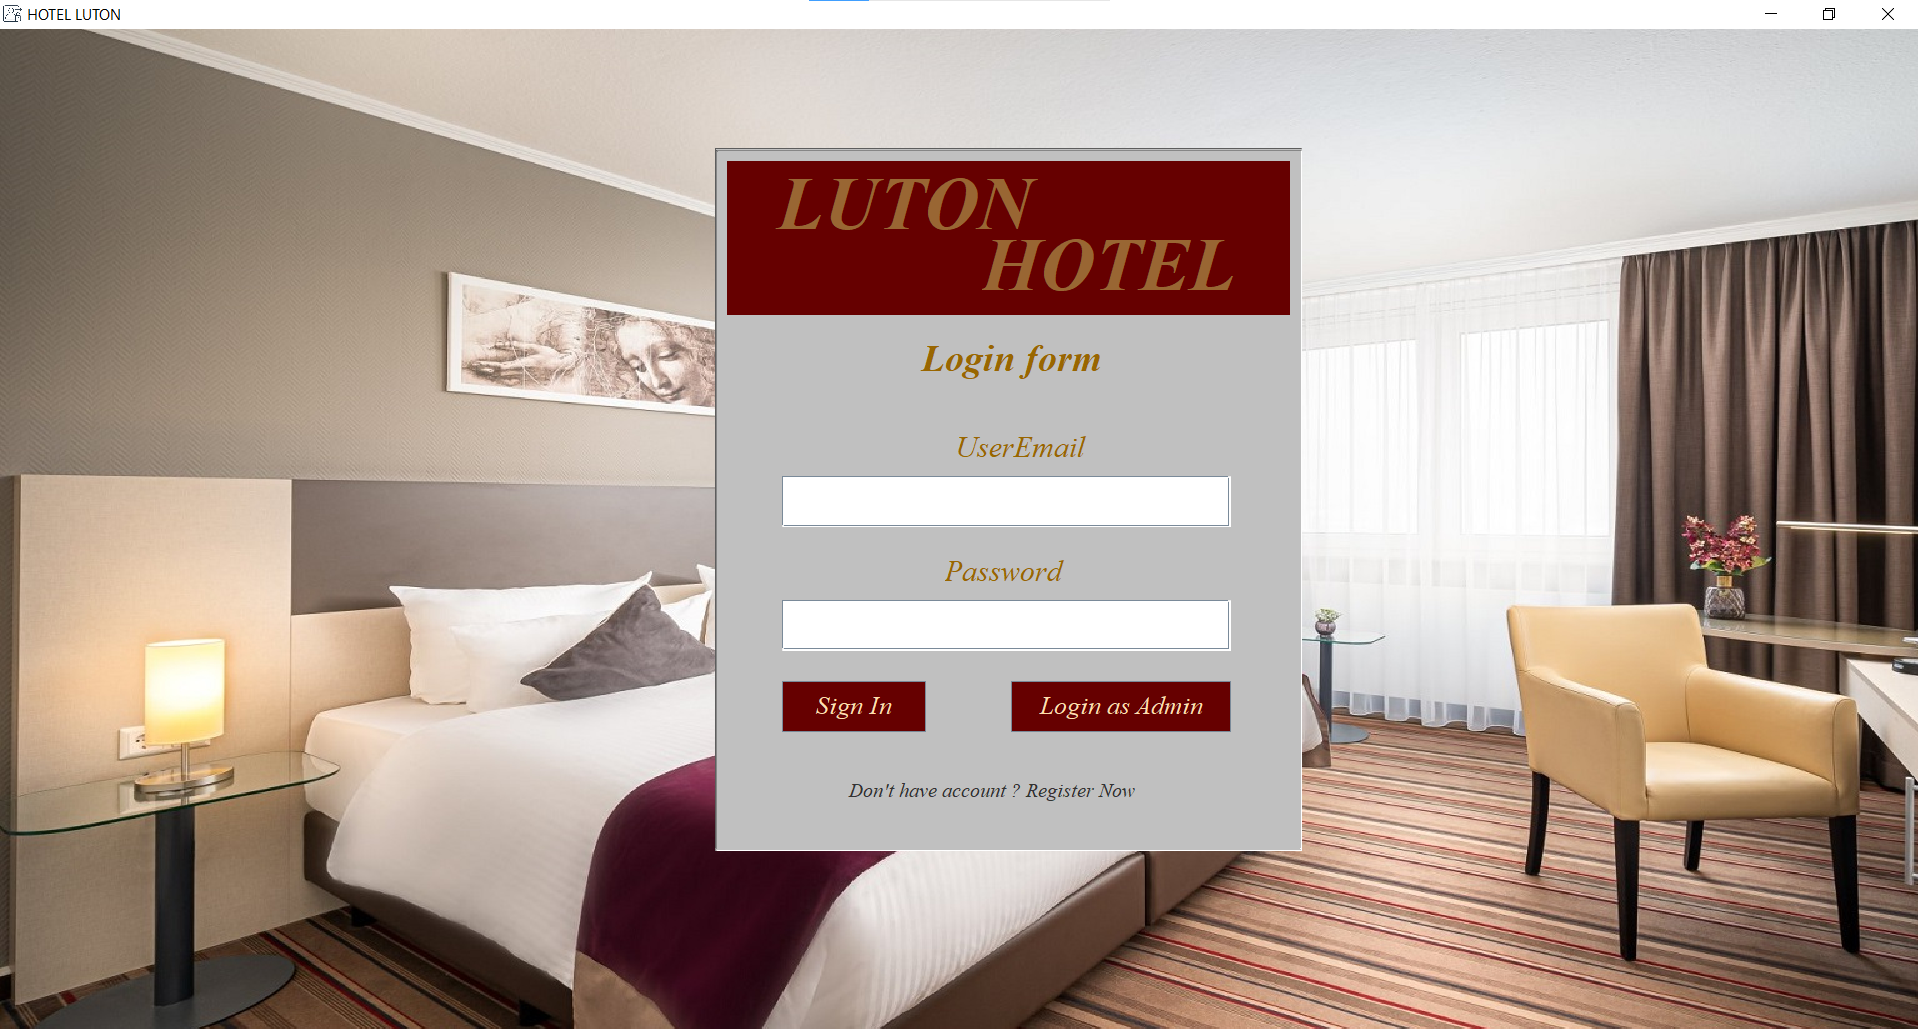 HOTEL LUTON
LUTON
HOTEL
Login form
UserEmail
Password
Sign In
Login as Admin
Don't have account ? Register Now